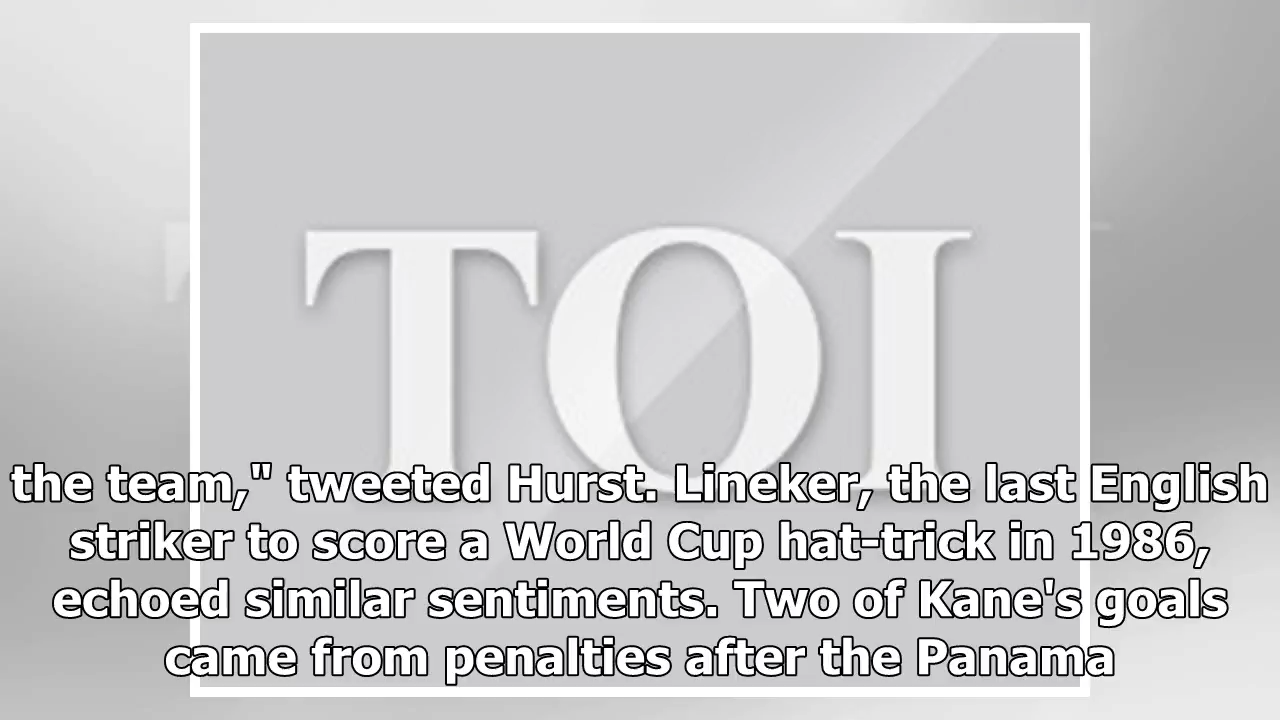 TOI
the team," tweeted Hurst. Lineker, the last English
striker to score a World Cup hat-trick in 1986,
echoed similar sentiments. Two of Kane's goals
came from penalties after the Panama